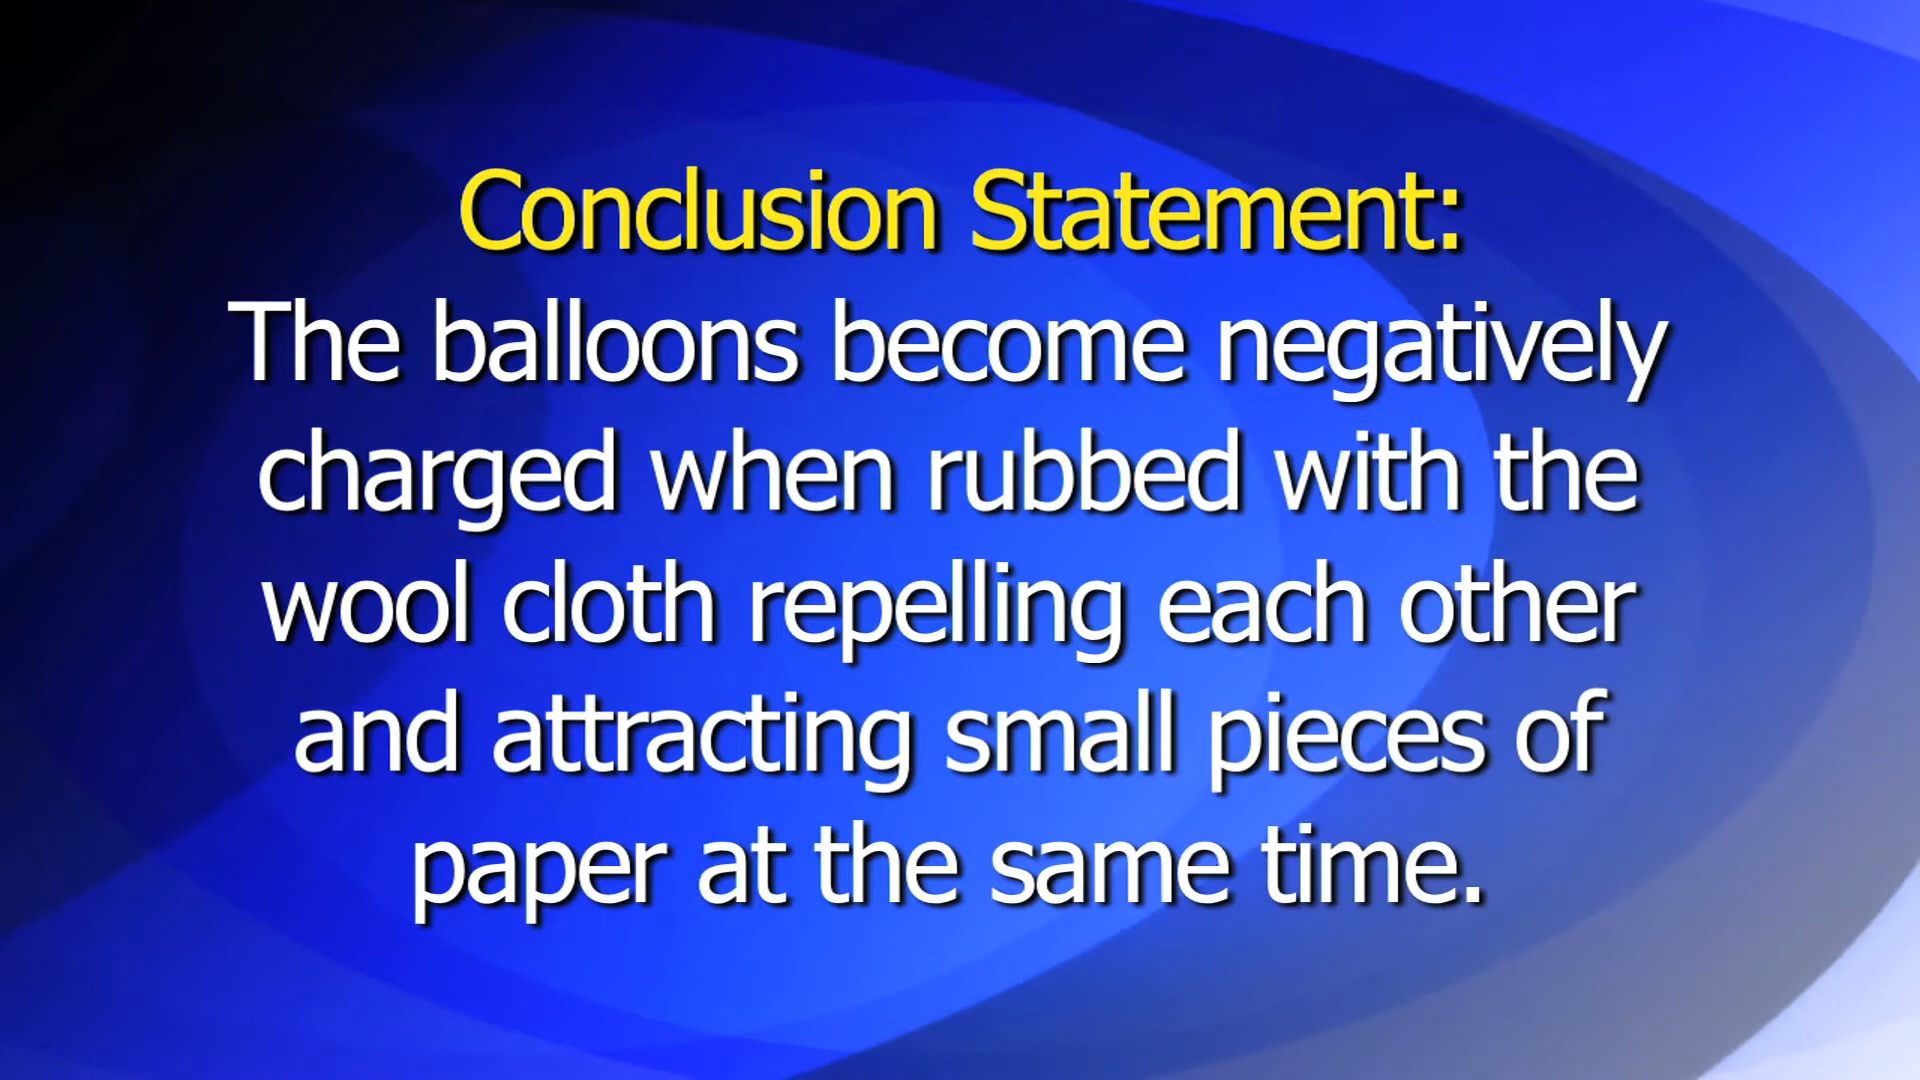 Conclusion Statement:
The balloons become negatively
charged when rubbed with the
wool cloth repelling each other
and attracting small pieces of
paper at the same time.